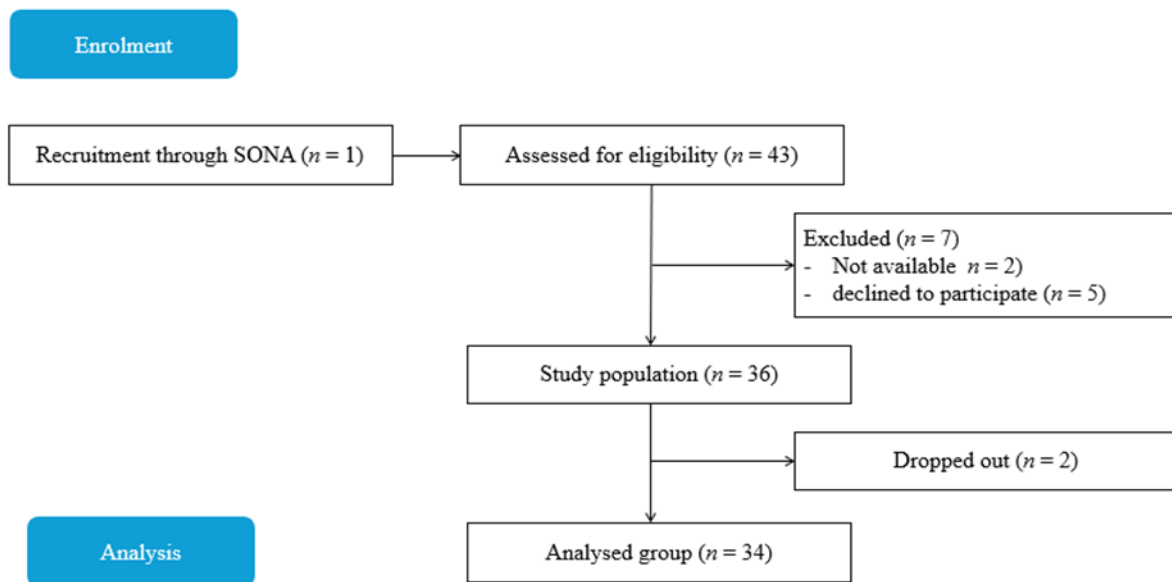 Enrolment
Recruitment through SONA (n = 1)
Assessed for eligibility (n = 43)
Excluded (n = 7)
- Not available n = 2)
- declined to participate (n = 5)
Study population (n = 36)
Dropped out (n = 2)
Analysis
Analysed group (n = 34)